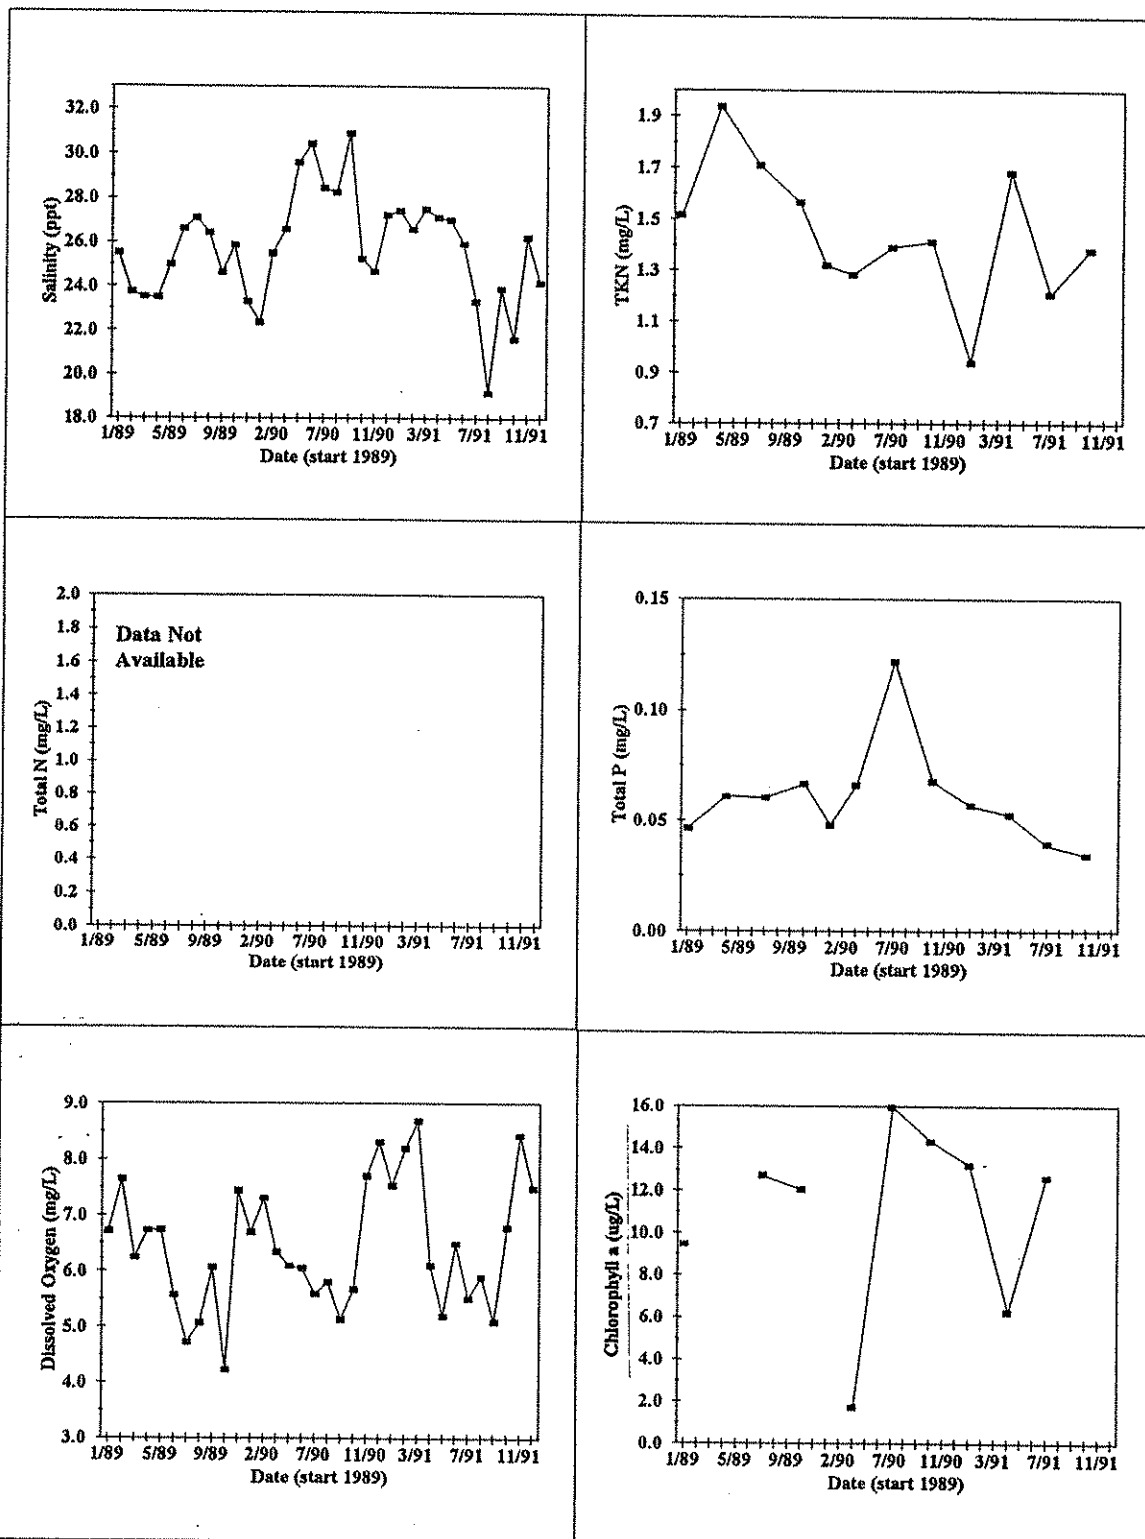 32.0
30.0
28.0
26.0
24.0
22.0
20.0
18.0
Salinity (ppt)
1/89 5/89 9/89 2/90 7/90 11/90 3/91 7/91 11/91
Date (start 1989)
1.9
1.7
1.5
1.3
1.1
0.9
0.7
TKN (mg/L)
1/89 5/89 9/89 2/90 7/90 11/90 3/91 7/91 11/91
Date (start 1989)
2.0
1.8
1.6
1.4
1.2
1.0
0.8
0.6
0.4
0.2
0.0
Total N (mg/L)
Data Not
Available
1/89 5/89 9/89 2/90 7/90 11/90 3/91 7/91 11/91
Date (start 1989)
0.15
0.10
0.05
0.00
Total P (mg/L)
1/89 5/89 9/89 2/90 7/90 11/90 3/91 7/91 11/91
Date (start 1989)
9.0
8.0
7.0
6.0
5.0
4.0
3.0
Dissolved Oxygen (mg/L)
1/89 5/89 9/89 2/90 7/90 11/90 3/91 7/91 11/91
Date (start 1989)
16.0
14.0
12.0
10.0
8.0
6.0
4.0
2.0
0.0
Chlorophyll a (ug/L)
1/89 5/89 9/89 2/90 7/90 11/90 3/91 7/91 11/91
Date (start 1989)